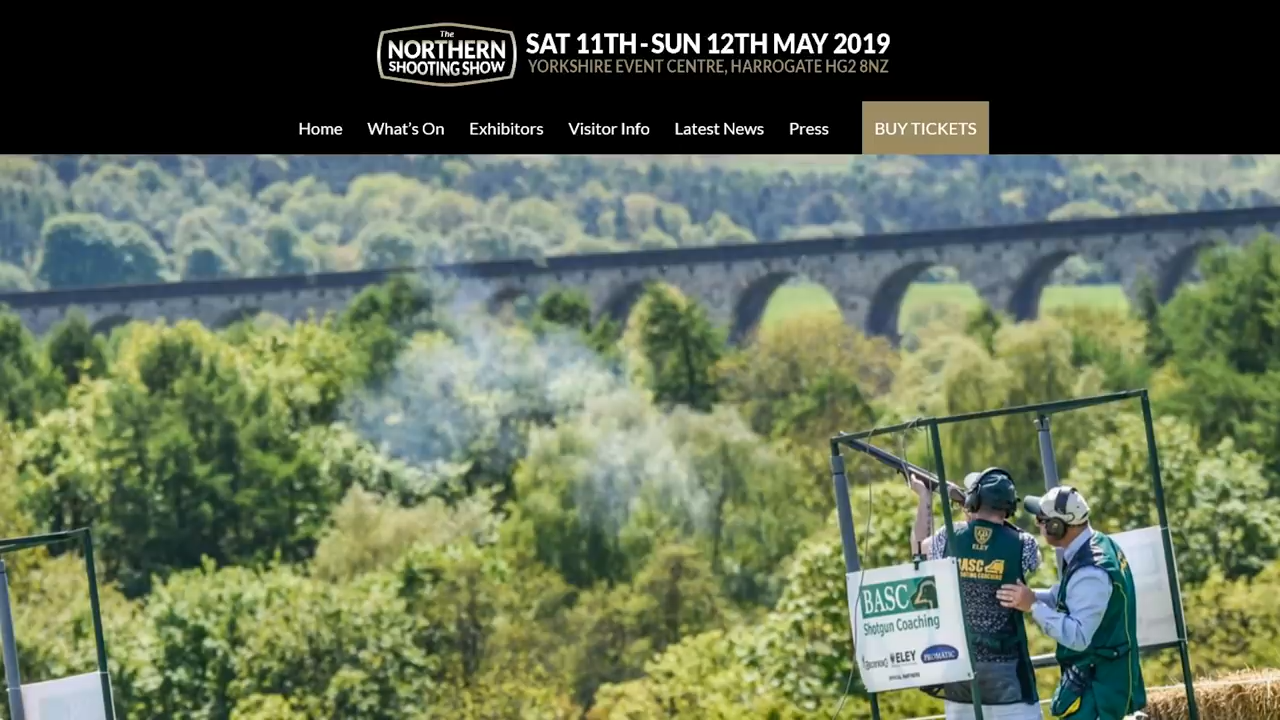 The
NORTHERN
SHOOTING SHOW
SAT 11TH - SUN 12TH MAY 2019
YORKSHIRE EVENT CENTRE, HARROGATE HG2 8NZ
Home What's On Exhibitors Visitor Info Latest News Press BUY TICKETS
ELEY
BASC
BASC
Shotgun Coaching
ELEY
PROMATIC